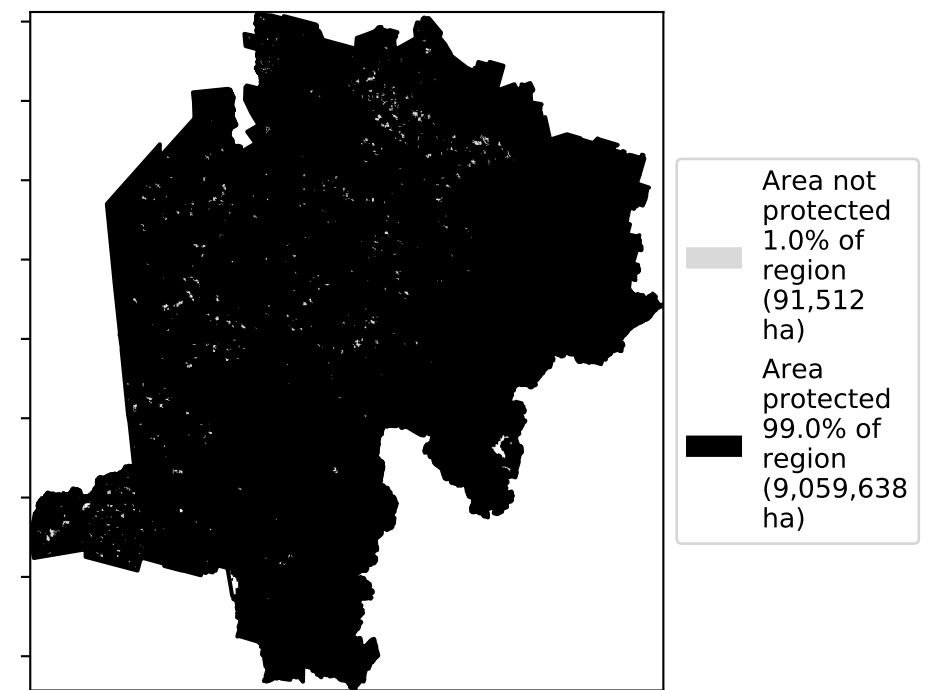 Area not
protected
1.0% of
region
(91,512
ha)
Area
protected
99.0% of
region
(9,059,638
ha)